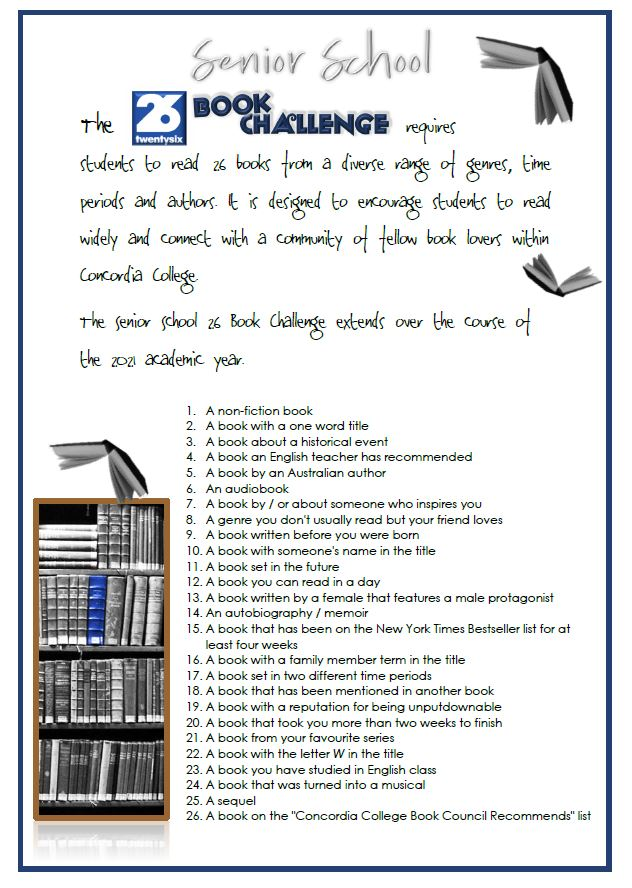 Senior School
The 26 twentysix BOOK CHALLENGE requires
students to read 26 books from a diverse range of genres, time
periods and authors. It is designed to encourage students to read
widely and connect with a community of fellow book lovers within
Concordia College.
The senior school 26 Book Challenge extends over the course of
the 2021 academic year.
1. A non-fiction book
2. A book with a one word title
3. A book about a historical event
4. A book an English teacher has recommended
5. A book by an Australian author
6. An audiobook
7. A book by / or about someone who inspires you
8. A genre you don't usually read but your friend loves
9. A book written before you were born
10. A book with someone's name in the title
11. A book set in the future
12. A book you can read in a day
13. A book written by a female that features a male protagonist
14. An autobiography / memoir
15. A book that has been on the New York Times Bestseller list for at
least four weeks
16. A book with a family member term in the title
17. A book set in two different time periods
18. A book that has been mentioned in another book
19. A book with a reputation for being unputdownable
20. A book that took you more than two weeks to finish
21. A book from your favourite series
22. A book with the letter W in the title
23. A book you have studied in English class
24. A book that was turned into a musical
25. A sequel
26. A book on the "Concordia College Book Council Recommends" list